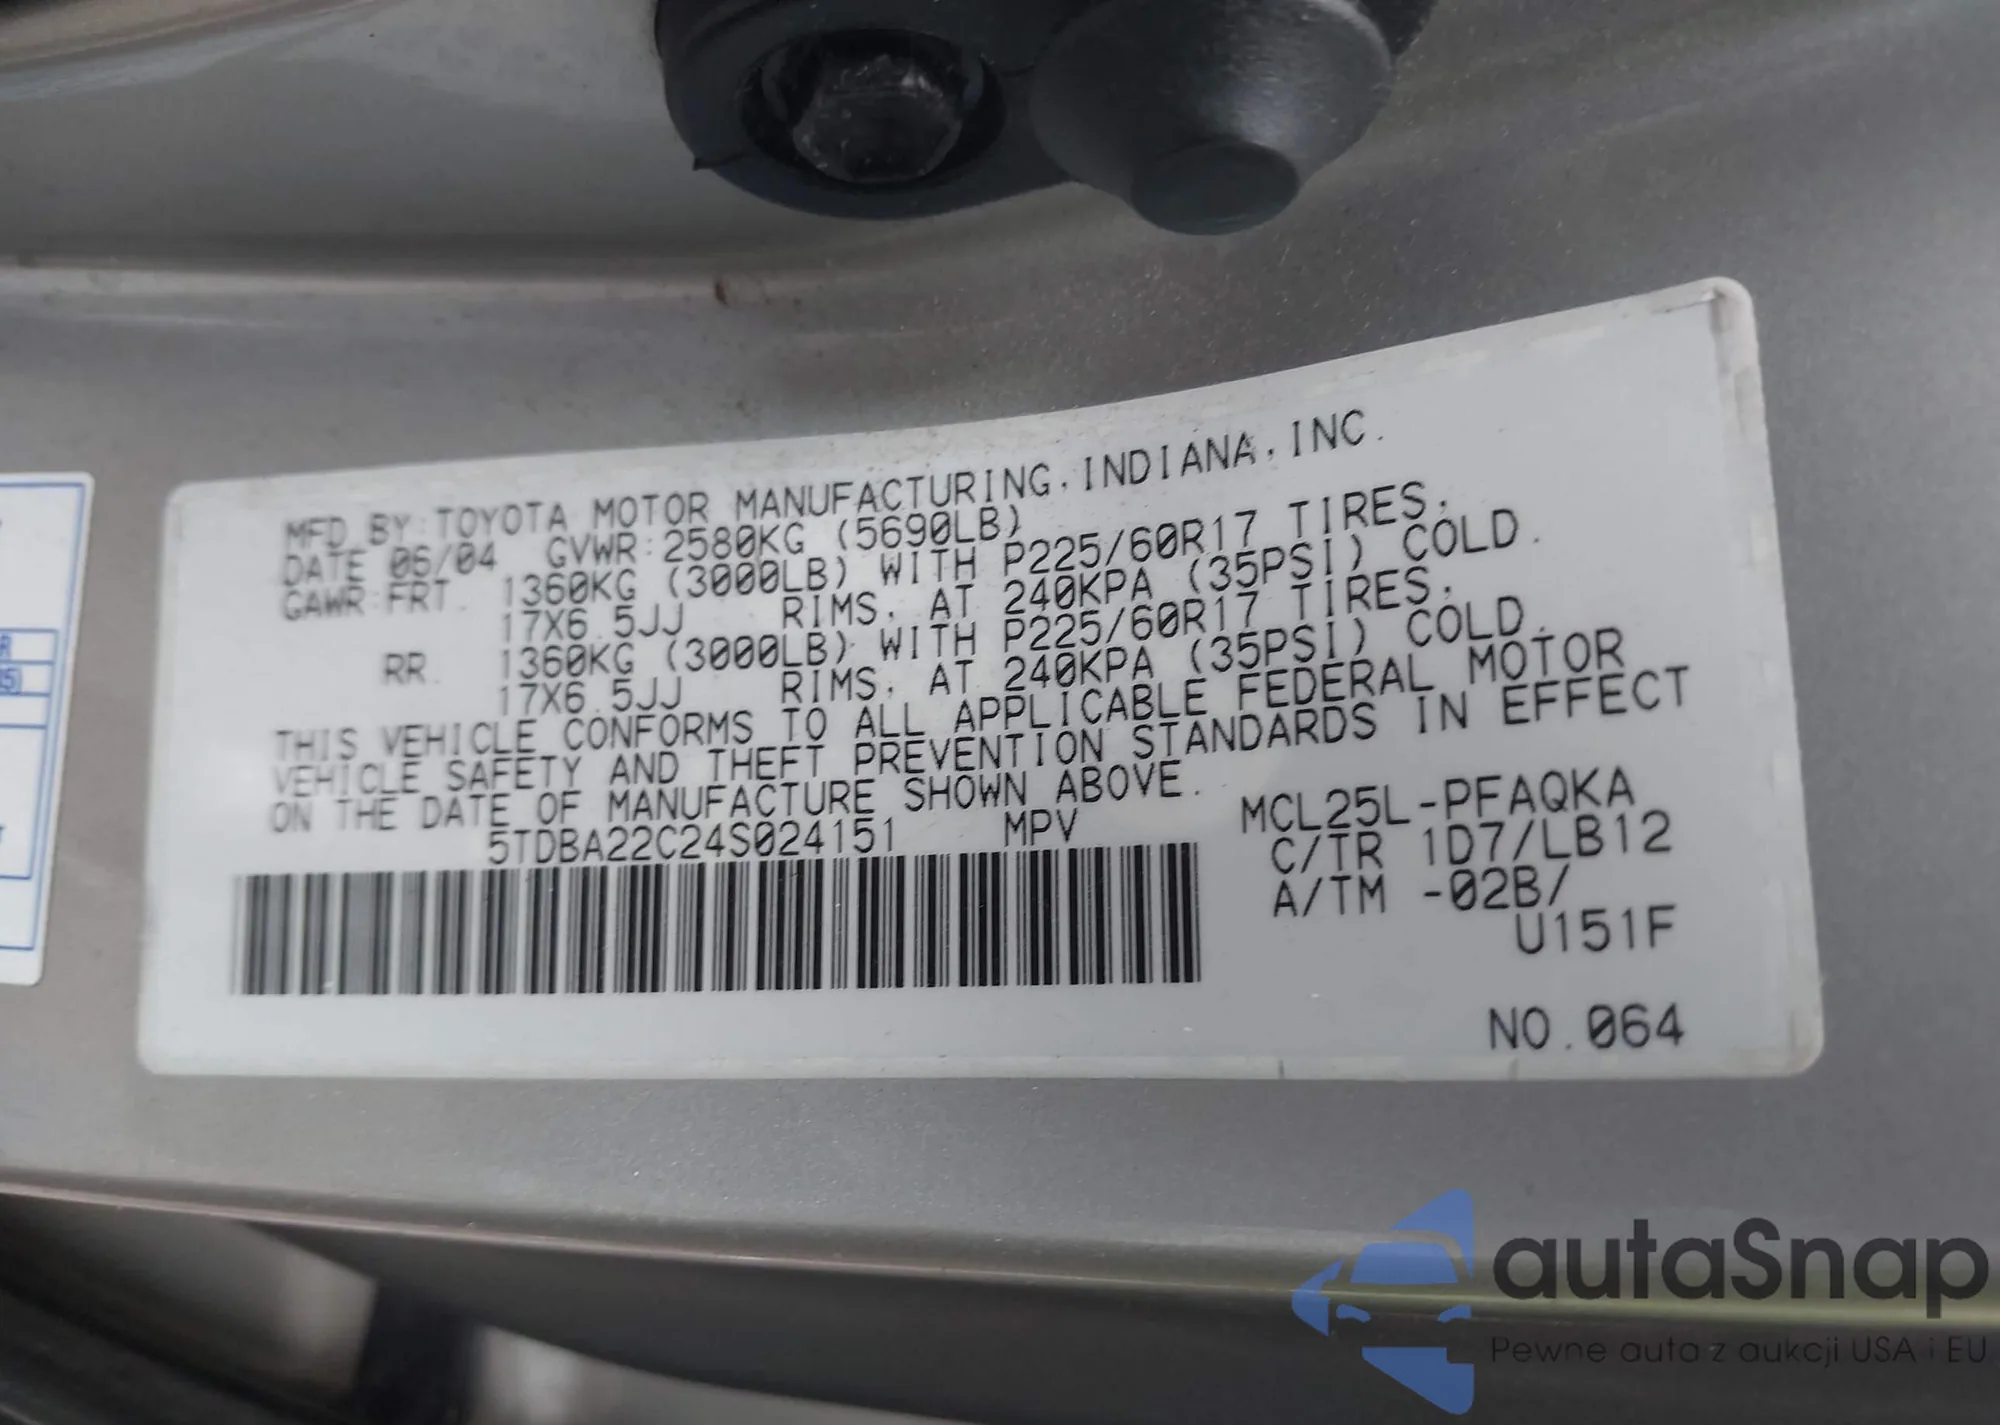 MFD. BY: TOYOTA MOTOR MANUFACTURING, INDIANA, INC.
DATE 06/04 GVWR: 2580KG (5690LB)
GAWR: FRT. 1360KG (3000LB) WITH P225/60R17 TIRES,
17X6.5JJ RIMS, AT 240KPA (35PSI) COLD.
RR. 1360KG (3000LB) WITH P225/60R17 TIRES,
17X6.5JJ RIMS, AT 240KPA (35PSI) COLD.
THIS VEHICLE CONFORMS TO ALL APPLICABLE FEDERAL MOTOR
VEHICLE SAFETY AND THEFT PREVENTION STANDARDS IN EFFECT
ON THE DATE OF MANUFACTURE SHOWN ABOVE.
5TDBA22C24S024151 MPV MCL25L-PFAQKA
C/TR 1D7/LB12
A/TM -02B/
U151F
NO.064
autaSnap
Pewne auta z aukcji USA i EU